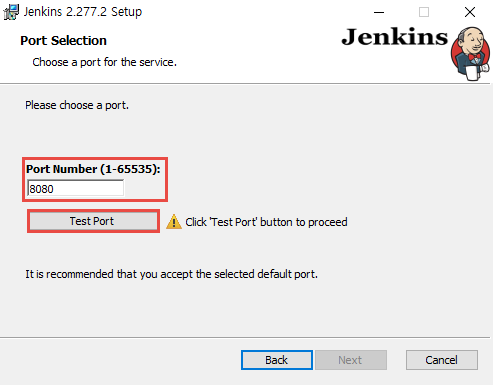 Jenkins 2.277.2 Setup
Port Selection
Choose a port for the service.
Jenkins
Please choose a port.
Port Number (1-65535):
8080
Test Port
Click 'Test Port' button to proceed
It is recommended that you accept the selected default port.
Back
Next
Cancel